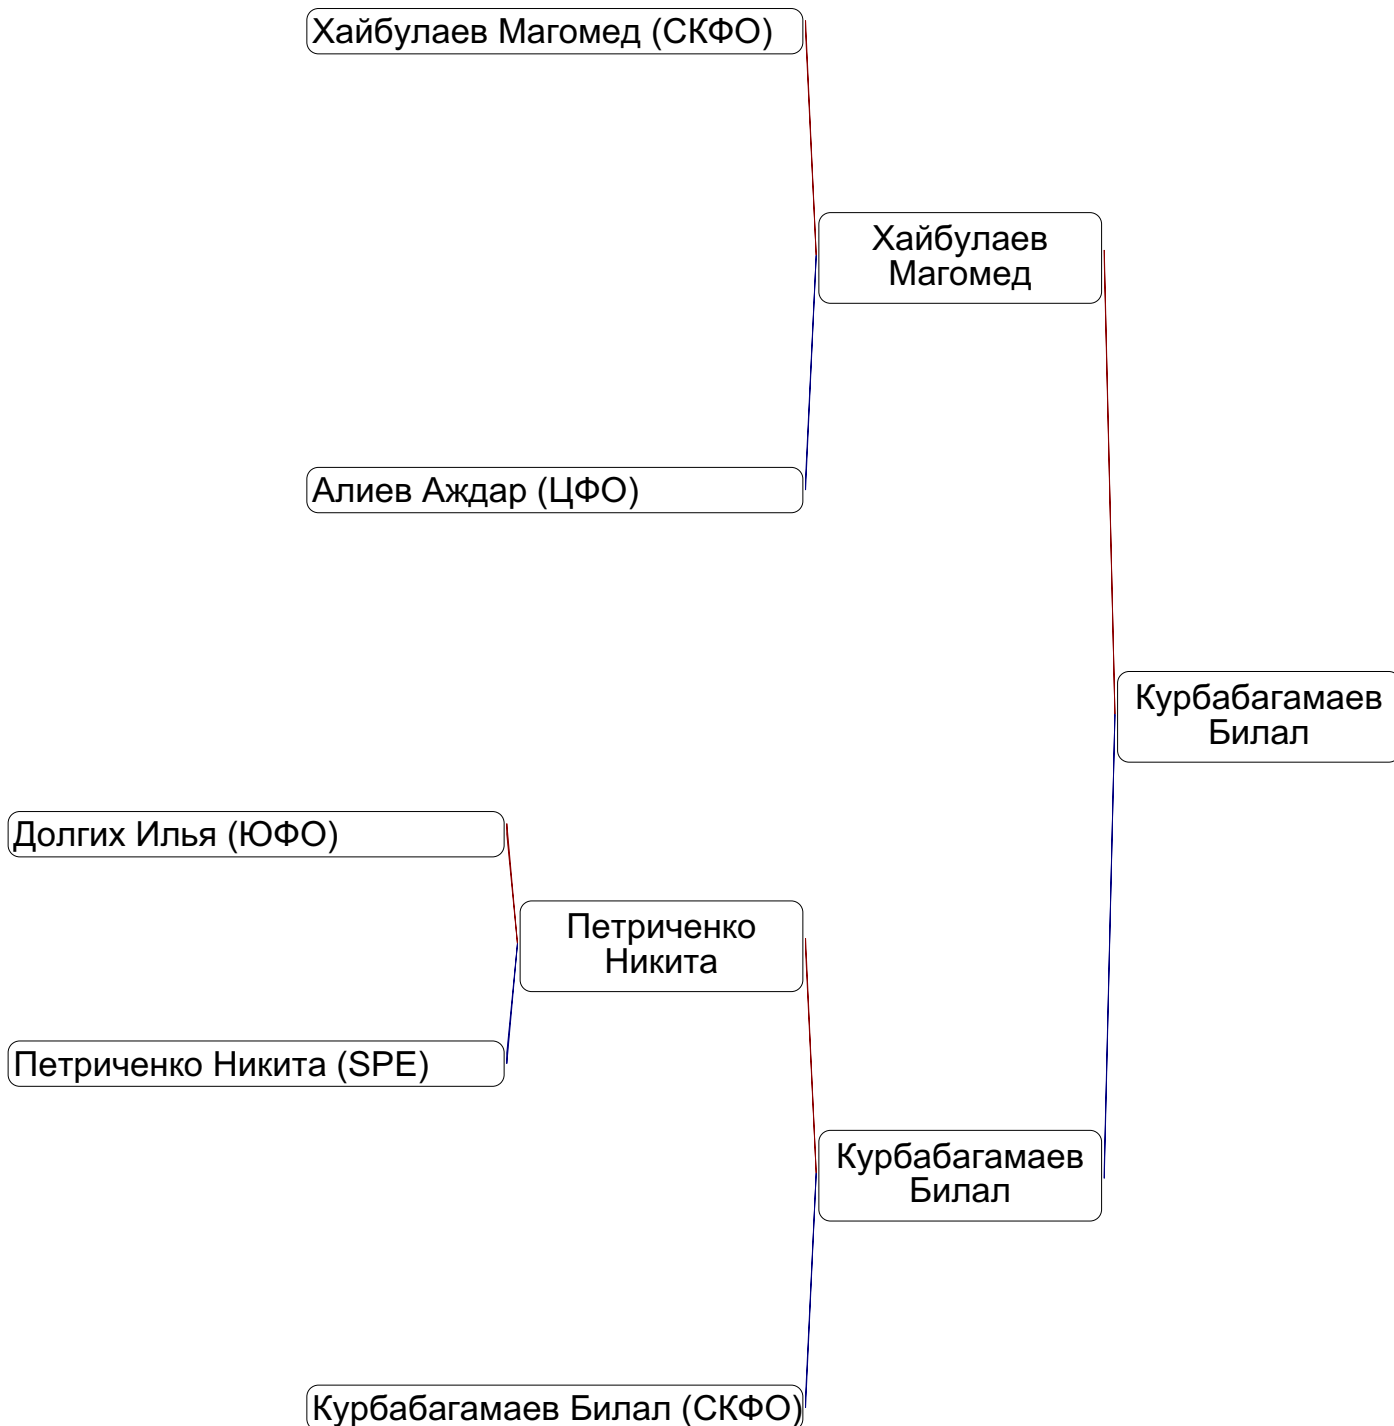 Хайбулаев Магомед (СКФО)
Хайбулаев
Магомед
Алиев Аждар (ЦФО)
Курбабагамаев
Билал
Долгих Илья (ЮФО)
Петриченко
Никита
Петриченко Никита (SPE)
Курбабагамаев
Билал
Курбабагамаев Билал (СКФО)